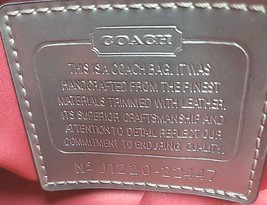 COACH
THIS IS A COACH BAG. IT WAS
HANDCRAFTED FROM THE FINEST
MATERIALS TRIMMED WITH LEATHER.
ITS SUPERIOR CRAFTSMANSHIP AND
ATTENTION TO DETAIL REFLECT OUR
COMMITMENT TO ENDURING QUALITY.
Nº J1220-22447